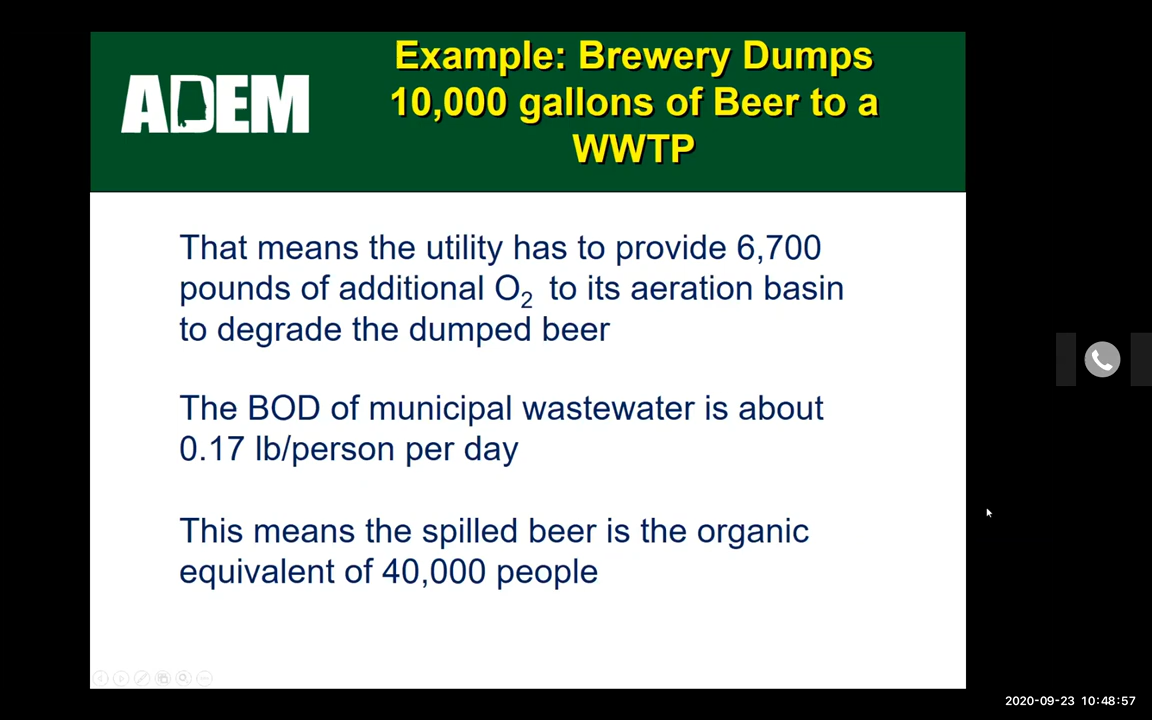 Example: Brewery Dumps
10,000 gallons of Beer to a
WWTP
ADEM
That means the utility has to provide 6,700
pounds of additional O₂ to its aeration basin
to degrade the dumped beer
The BOD of municipal wastewater is about
0.17 lb/person per day
This means the spilled beer is the organic
equivalent of 40,000 people
2020-09-23 10:48:57